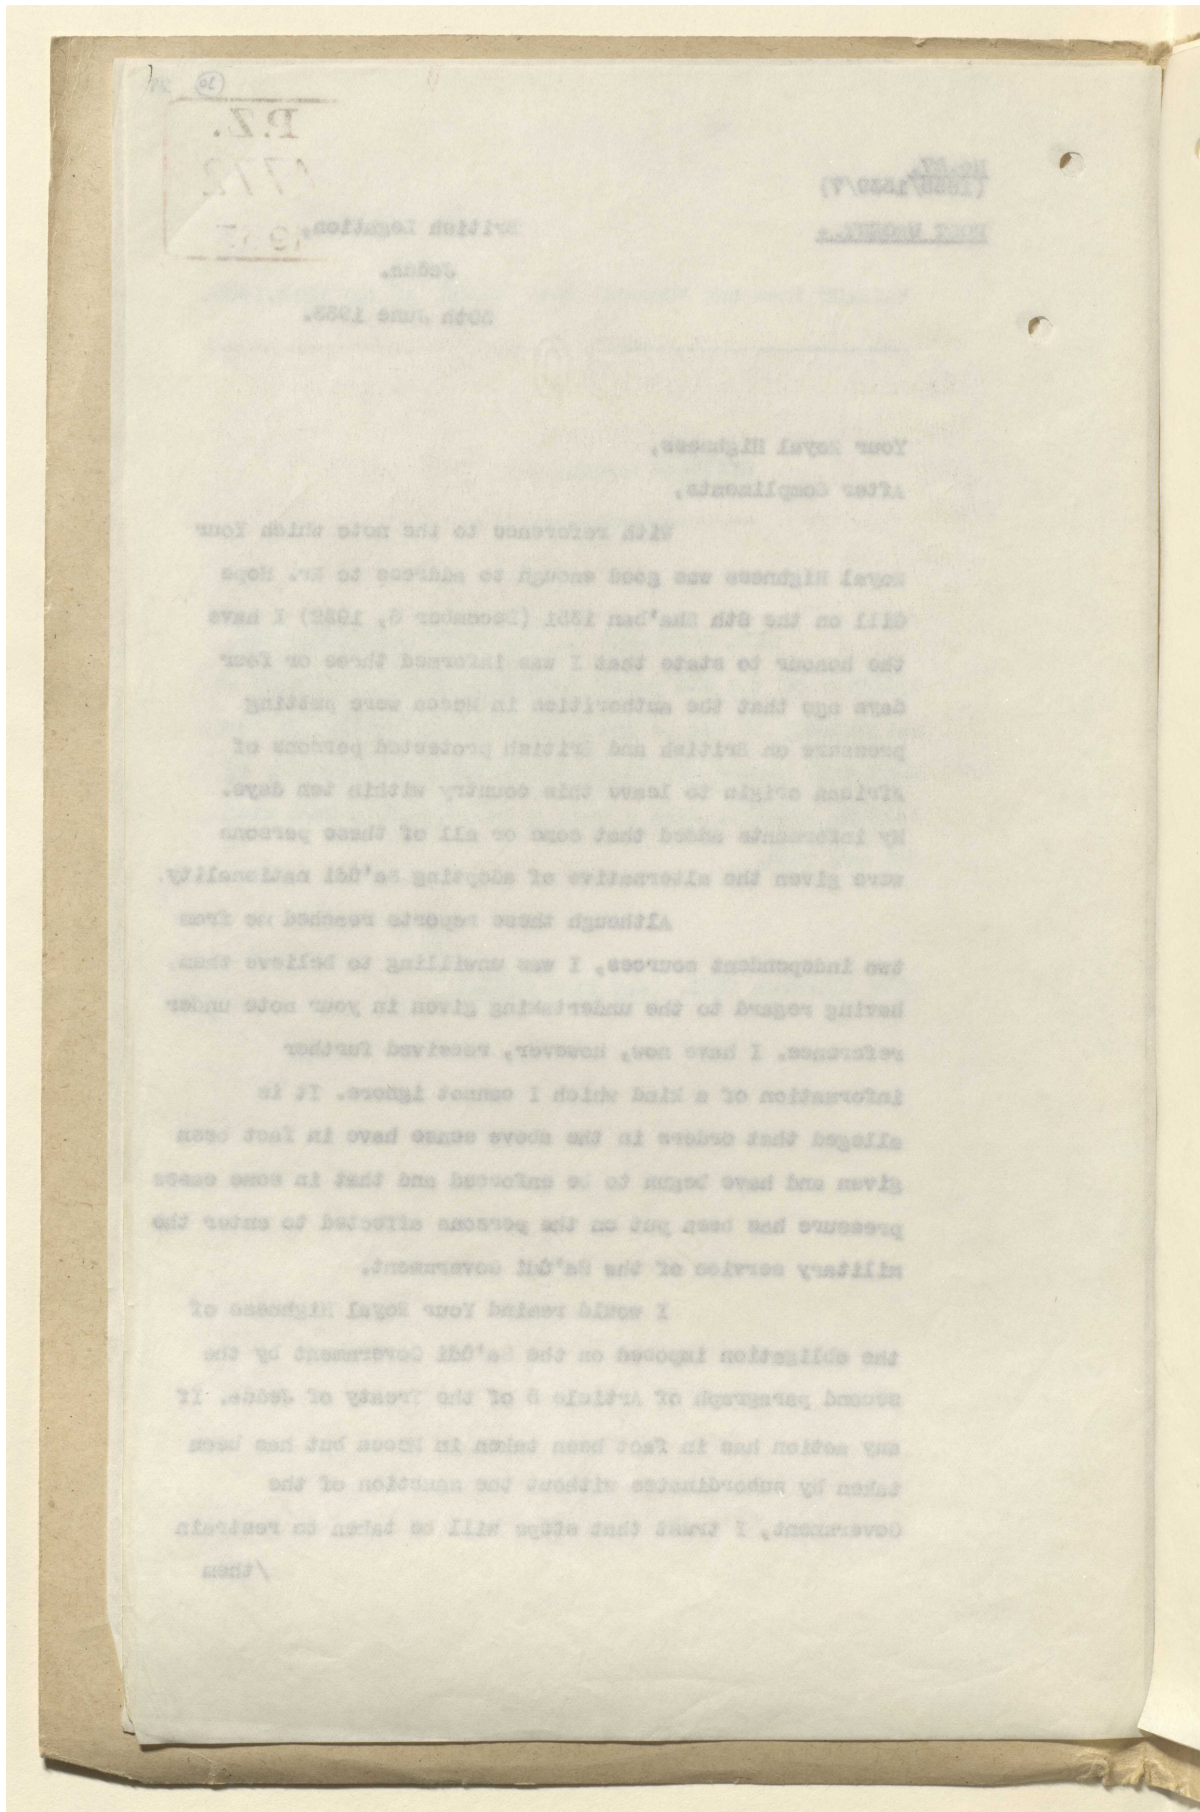 P.Z.
British Legation,
Jedda.
30th June 1933.
Your Royal Highness,
After Compliments,
With reference to the note which Your
Royal Highness was good enough to address to Mr. Hope
Gill on the 8th Sha'ban 1351 (December 6, 1932) I have
the honour to state that I was informed three or four
days ago that the authorities in Mecca were putting
pressure on British and British protected persons of
African origin to leave this country within ten days.
My informants added that some or all of these persons
were given the alternative of adopting Sa'ûdi nationality.
Although these reports reached me from
two independent sources, I was unwilling to believe them
having regard to the undertaking given in your note under
reference. I have now, however, received further
information of a kind which I cannot ignore. It is
alleged that orders in the above sense have in fact been
given and have begun to be enforced and that in some cases
pressure has been put on the persons affected to enter the
military service of the Sa'ûdi Government.
I would remind Your Royal Highness of
the obligation imposed on the Sa'ûdi Government by the
second paragraph of Article of the Treaty of Jedda. If
any action has in fact been taken in Mecca but has been
taken by subordinates without the sanction of the
Government, I trust that steps will be taken to restrain
/them